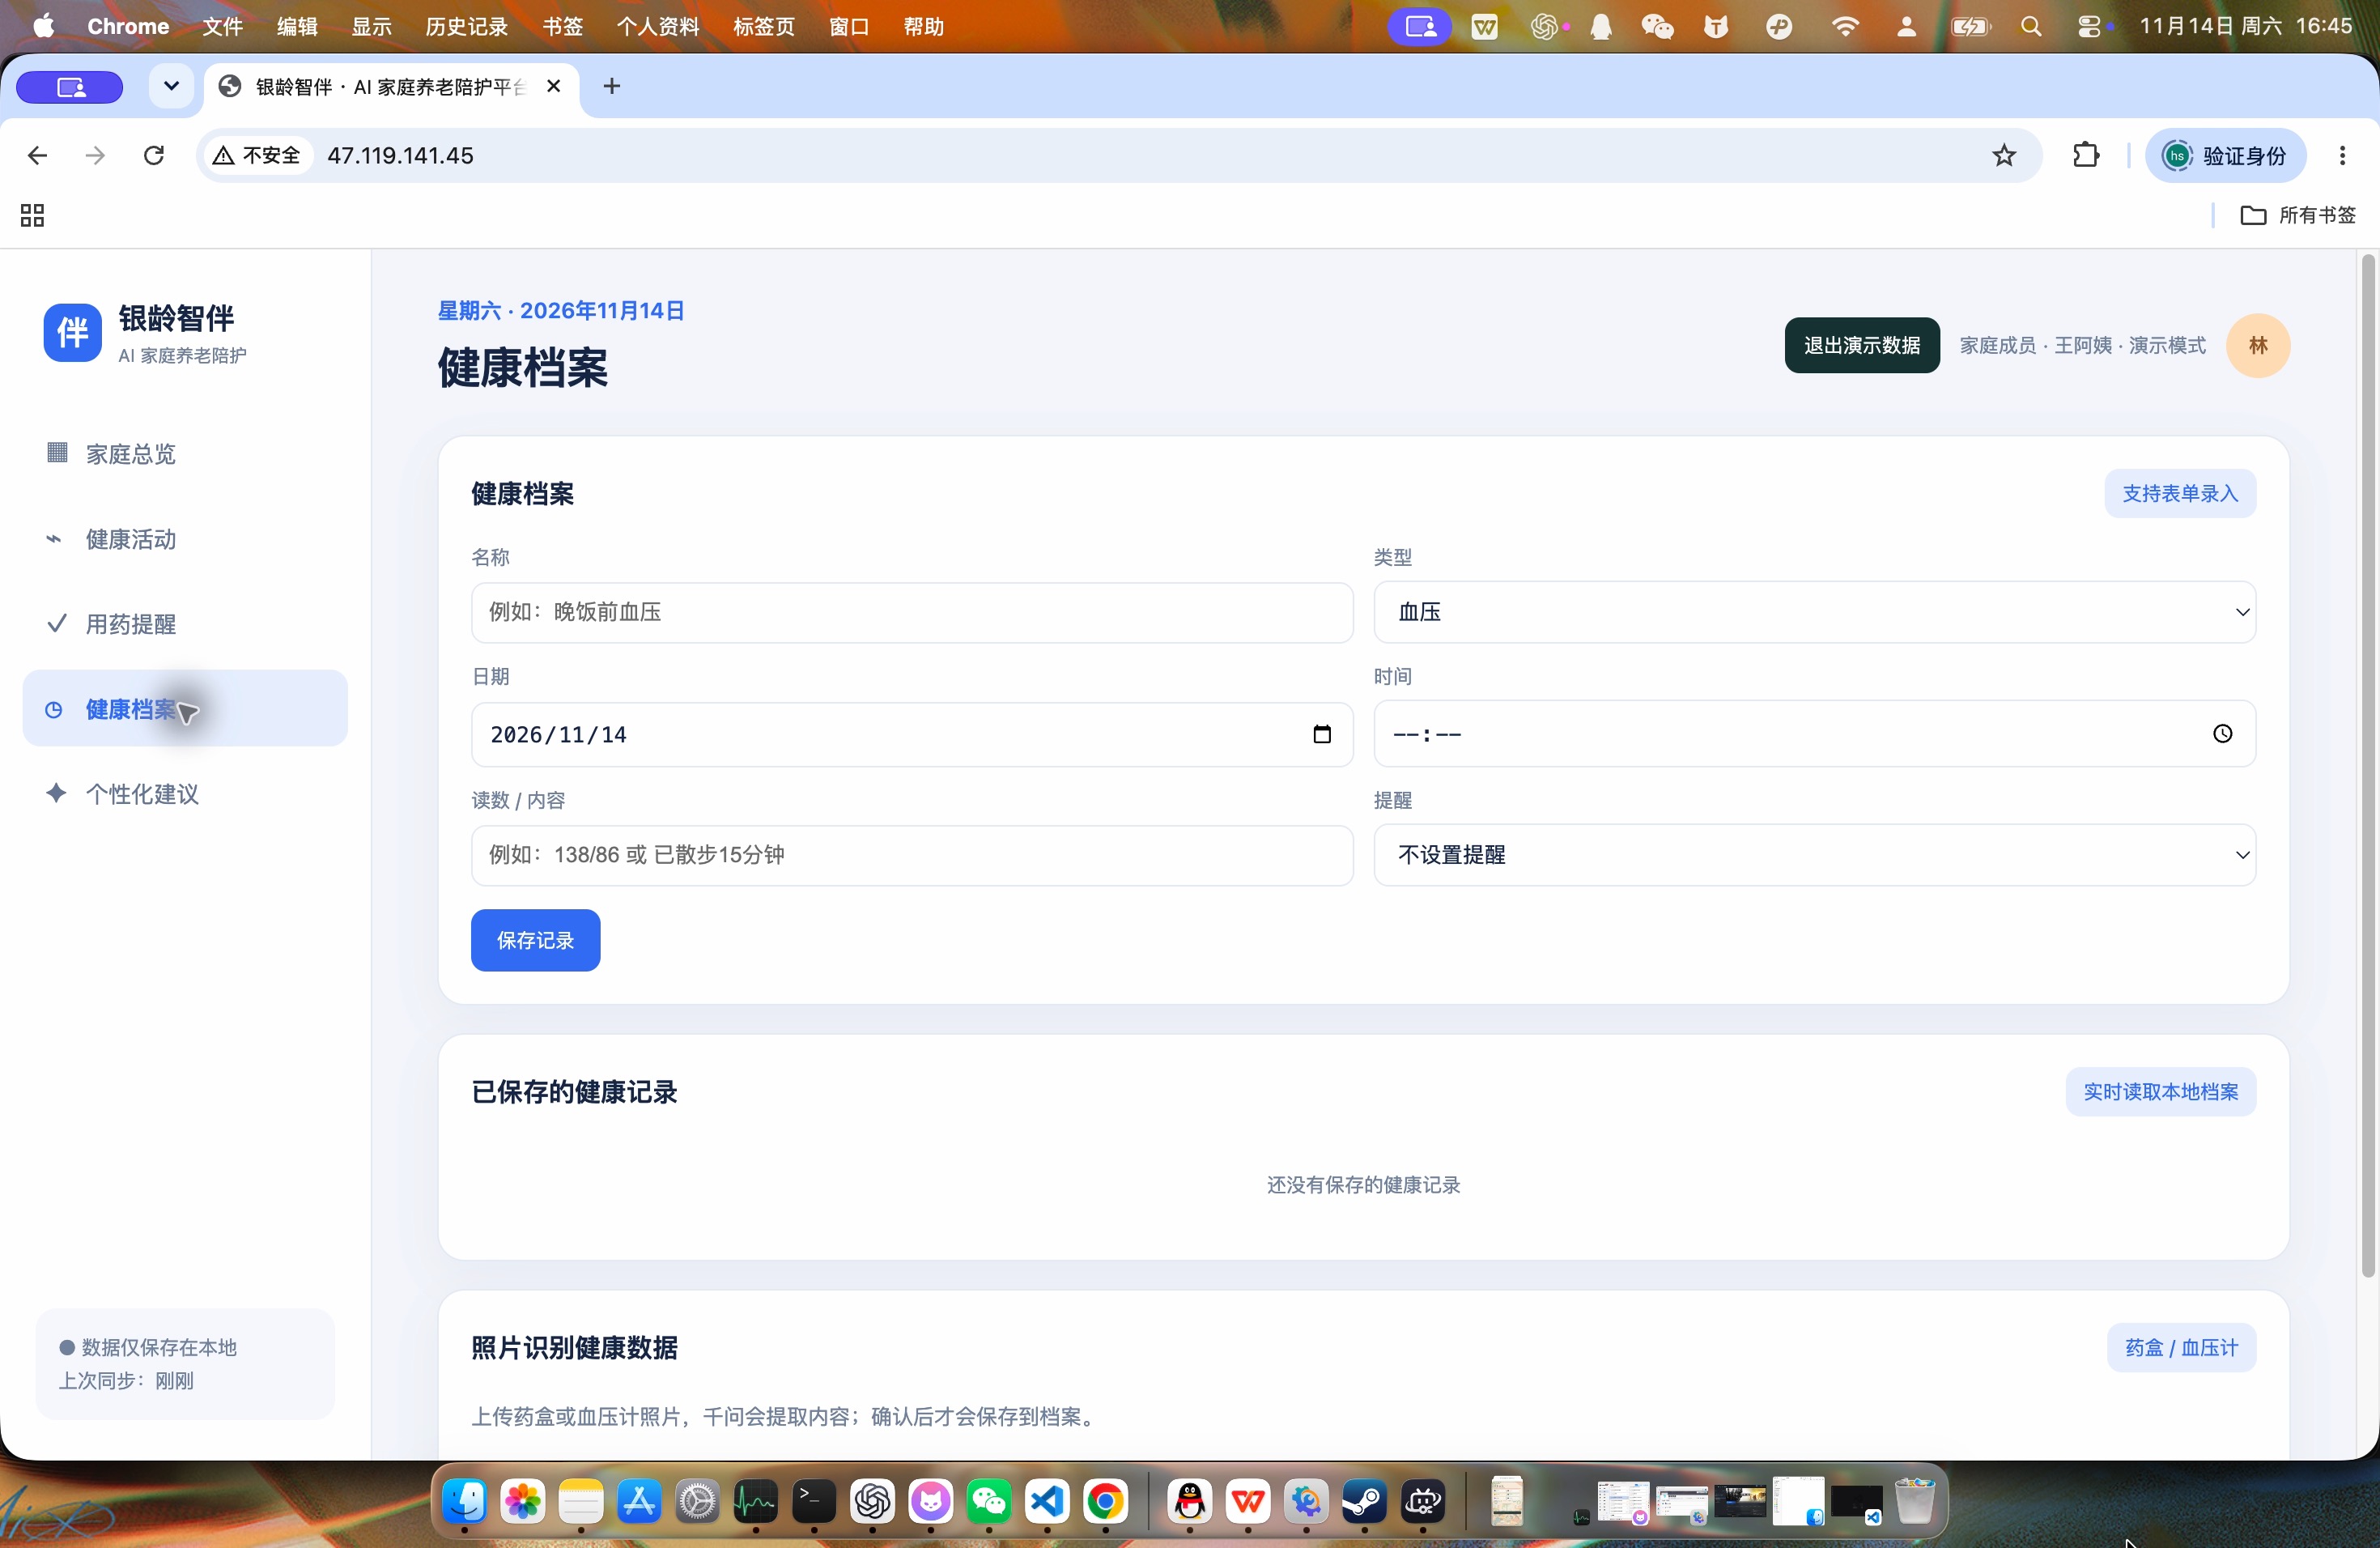 Chrome 文件 编辑 显示 历史记录 书签 个人资料 标签页 窗口 帮助 11月14日 周六 16:45
银龄智伴 · AI 家庭养老陪护平台
不安全 47.119.141.45 hs 验证身份
所有书签
伴 银龄智伴
AI 家庭养老陪护
家庭总览
健康活动
用药提醒
健康档案
个性化建议
数据仅保存在本地
上次同步：刚刚
星期六 · 2026年11月14日
健康档案
退出演示数据 家庭成员 · 王阿姨 · 演示模式 林
健康档案 支持表单录入
名称 类型
例如：晚饭前血压 血压
日期 时间
2026/11/14 --:--
读数 / 内容 提醒
例如：138/86 或 已散步15分钟 不设置提醒
保存记录
已保存的健康记录 实时读取本地档案
还没有保存的健康记录
照片识别健康数据 药盒 / 血压计
上传药盒或血压计照片，千问会提取内容；确认后才会保存到档案。